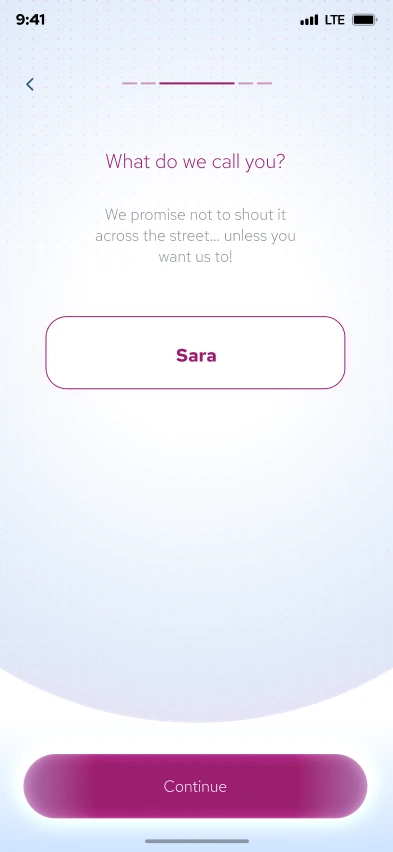 9:41
LTE
What do we call you?
We promise not to shout it
across the street... unless you
want us to!
Sara
Continue